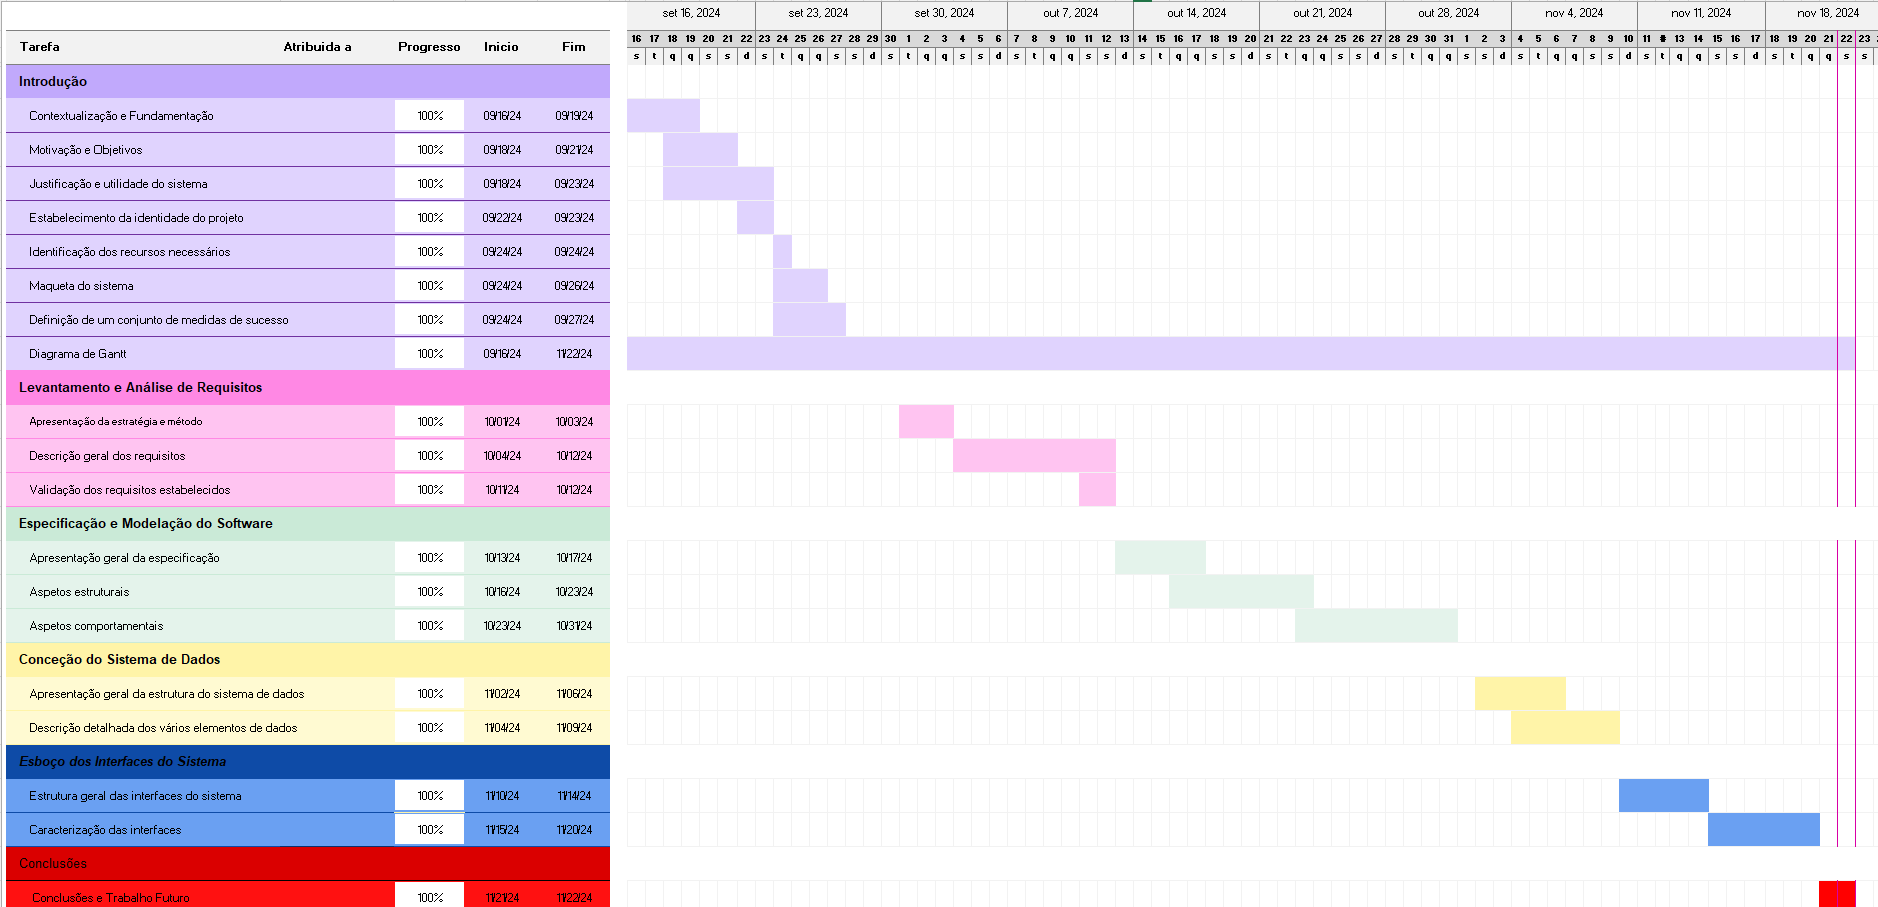 set 16, 2024 set 23, 2024 set 30, 2024 out 7, 2024 out 14, 2024 out 21, 2024 out 28, 2024 nov 4, 2024 nov 11, 2024 nov 18, 2024
Tarefa Atribuida a Progresso Inicio Fim
16 17 18 19 20 21 22 23 24 25 26 27 28 29 30 1 2 3 4 5 6 7 8 9 10 11 12 13 14 15 16 17 18 19 20 21 22 23 24 25 26 27 28 29 30 31 1 2 3 4 5 6 7 8 9 10 11 # 13 14 15 16 17 18 19 20 21 22 23
s t q q s s d s t q q s s d s t q q s s d s t q q s s d s t q q s s d s t q q s s d s t q q s s d s t q q s s d s t q q s s d s t q q s s
Introdução
Contextualização e Fundamentação 100% 09/16/24 09/19/24
Motivação e Objetivos 100% 09/18/24 09/21/24
Justificação e utilidade do sistema 100% 09/18/24 09/23/24
Estabelecimento da identidade do projeto 100% 09/22/24 09/23/24
Identificação dos recursos necessários 100% 09/24/24 09/24/24
Maqueta do sistema 100% 09/24/24 09/26/24
Definição de um conjunto de medidas de sucesso 100% 09/24/24 09/27/24
Diagrama de Gantt 100% 09/16/24 11/22/24
Levantamento e Análise de Requisitos
Apresentação da estratégia e método 100% 10/01/24 10/03/24
Descrição geral dos requisitos 100% 10/04/24 10/12/24
Validação dos requisitos estabelecidos 100% 10/11/24 10/12/24
Especificação e Modelação do Software
Apresentação geral da especificação 100% 10/13/24 10/17/24
Aspetos estruturais 100% 10/16/24 10/23/24
Aspetos comportamentais 100% 10/23/24 10/31/24
Conceção do Sistema de Dados
Apresentação geral da estrutura do sistema de dados 100% 11/02/24 11/06/24
Descrição detalhada dos vários elementos de dados 100% 11/04/24 11/09/24
Esboço dos Interfaces do Sistema
Estrutura geral das interfaces do sistema 100% 11/10/24 11/14/24
Caracterização das interfaces 100% 11/15/24 11/20/24
Conclusões
Conclusões e Trabalho Futuro 100% 11/21/24 11/22/24